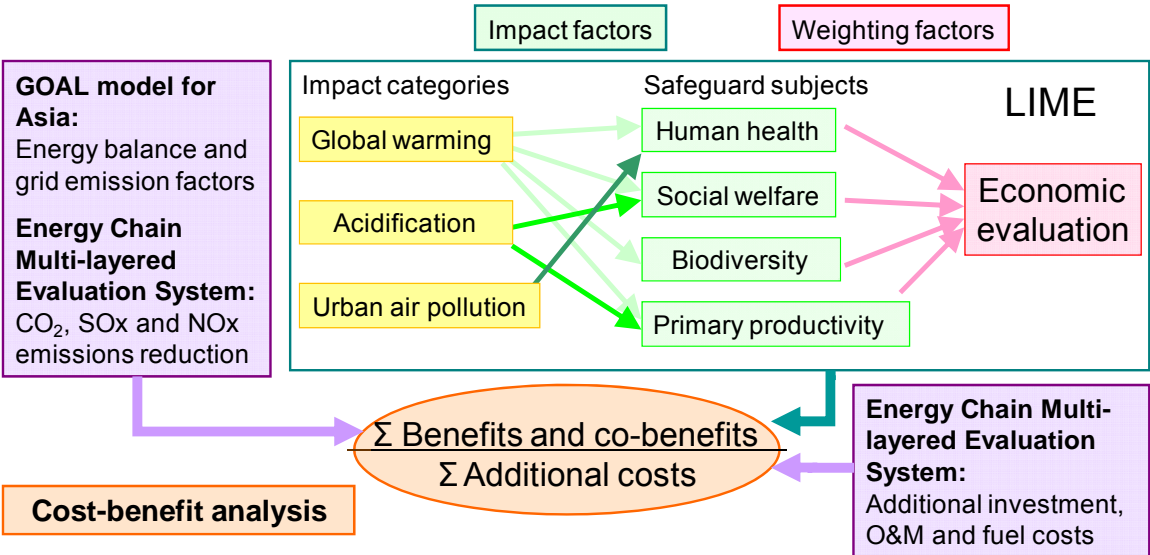 Impact factors
Weighting factors
GOAL model for
Asia:
Energy balance and
grid emission factors
Energy Chain
Multi-layered
Evaluation System:
CO₂, SOx and NOx
emissions reduction
Impact categories
Global warming
Acidification
Urban air pollution
Safeguard subjects
Human health
Social welfare
Biodiversity
Primary productivity
LIME
Economic
evaluation
Σ Benefits and co-benefits
Σ Additional costs
Cost-benefit analysis
Energy Chain Multi-
layered Evaluation
System:
Additional investment,
O&M and fuel costs